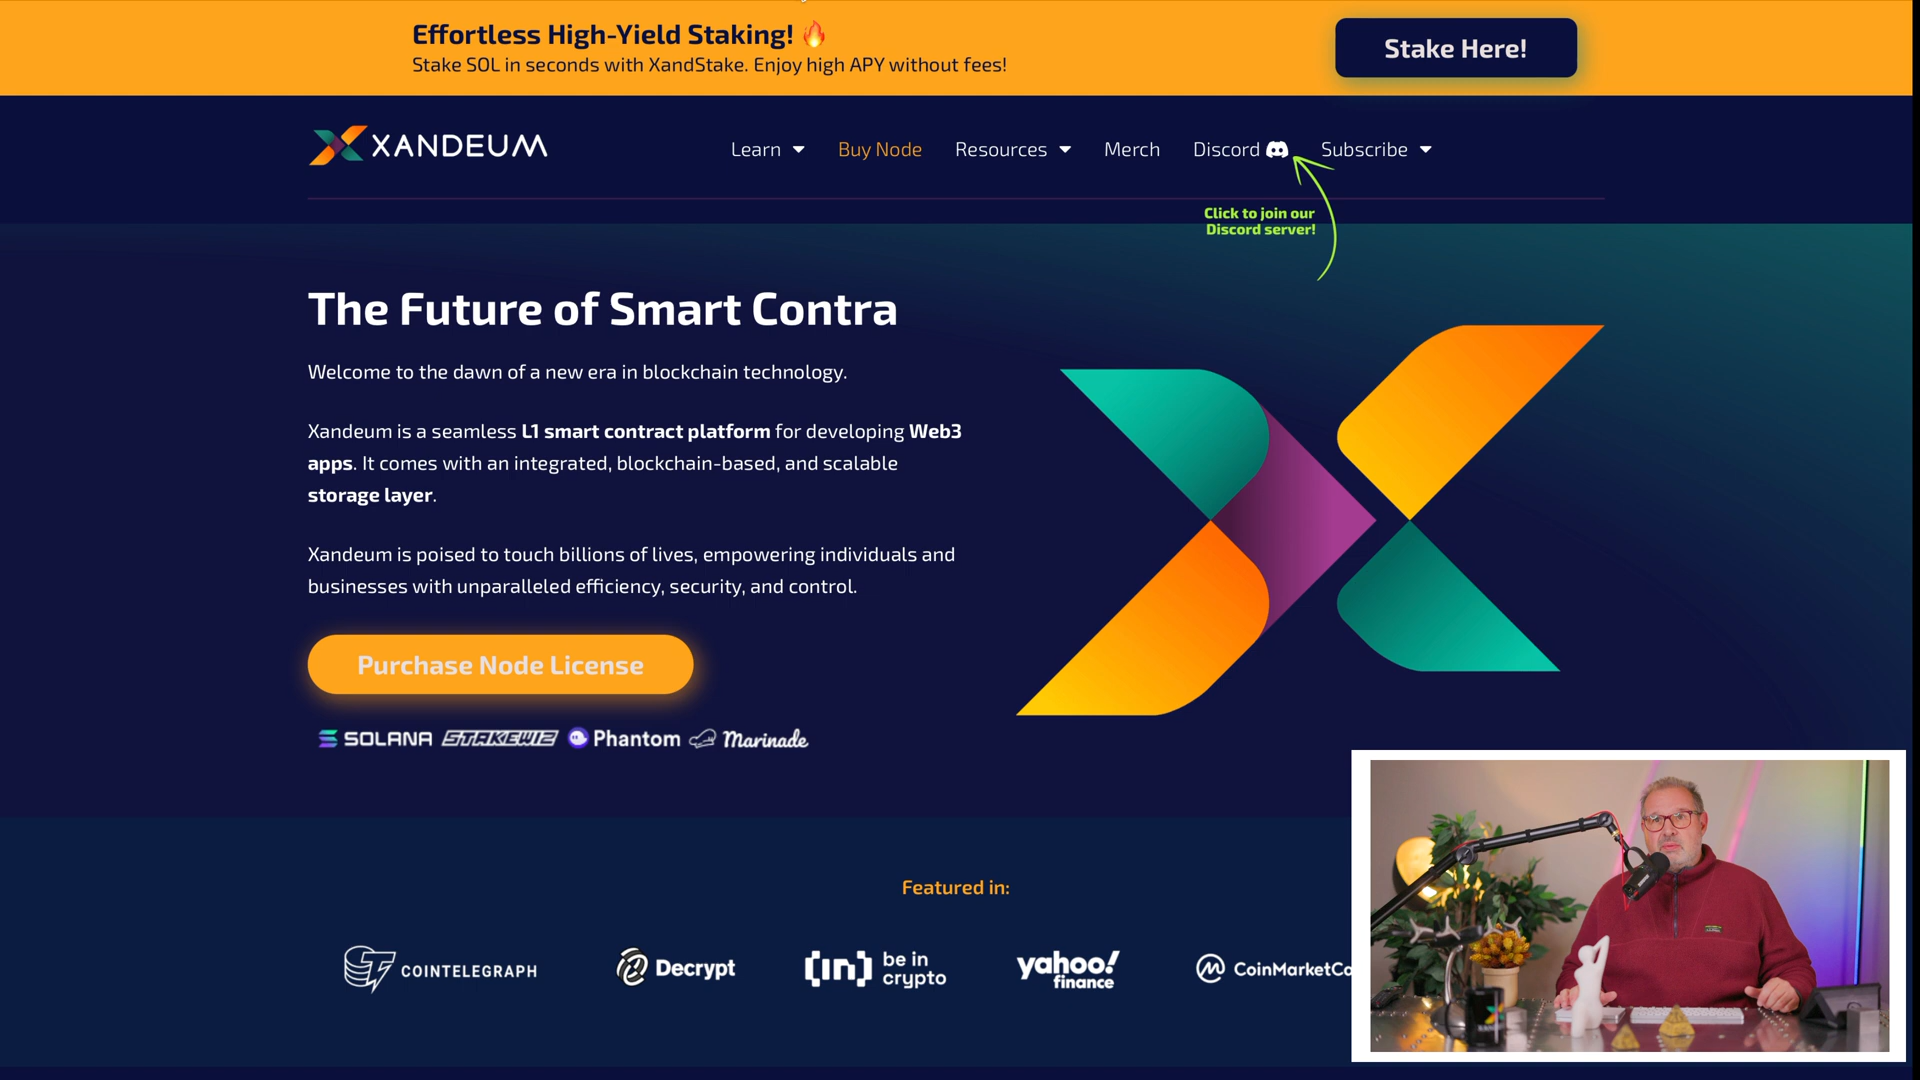 Effortless High-Yield Staking! 🔥
Stake SOL in seconds with XandStake. Enjoy high APY without fees!
Stake Here!
XANDEUM
Learn
Buy Node
Resources
Merch
Discord
Subscribe
Click to join our
Discord server!
The Future of Smart Contra
Welcome to the dawn of a new era in blockchain technology.
Xandeum is a seamless L1 smart contract platform for developing Web3
apps. It comes with an integrated, blockchain-based, and scalable
storage layer.
Xandeum is poised to touch billions of lives, empowering individuals and
businesses with unparalleled efficiency, security, and control.
Purchase Node License
SOLANA STAKEWIZ Phantom Marinade
Featured in:
COINTELEGRAPH
Decrypt
[in] be in
crypto
yahoo!
finance
CoinMarketCa